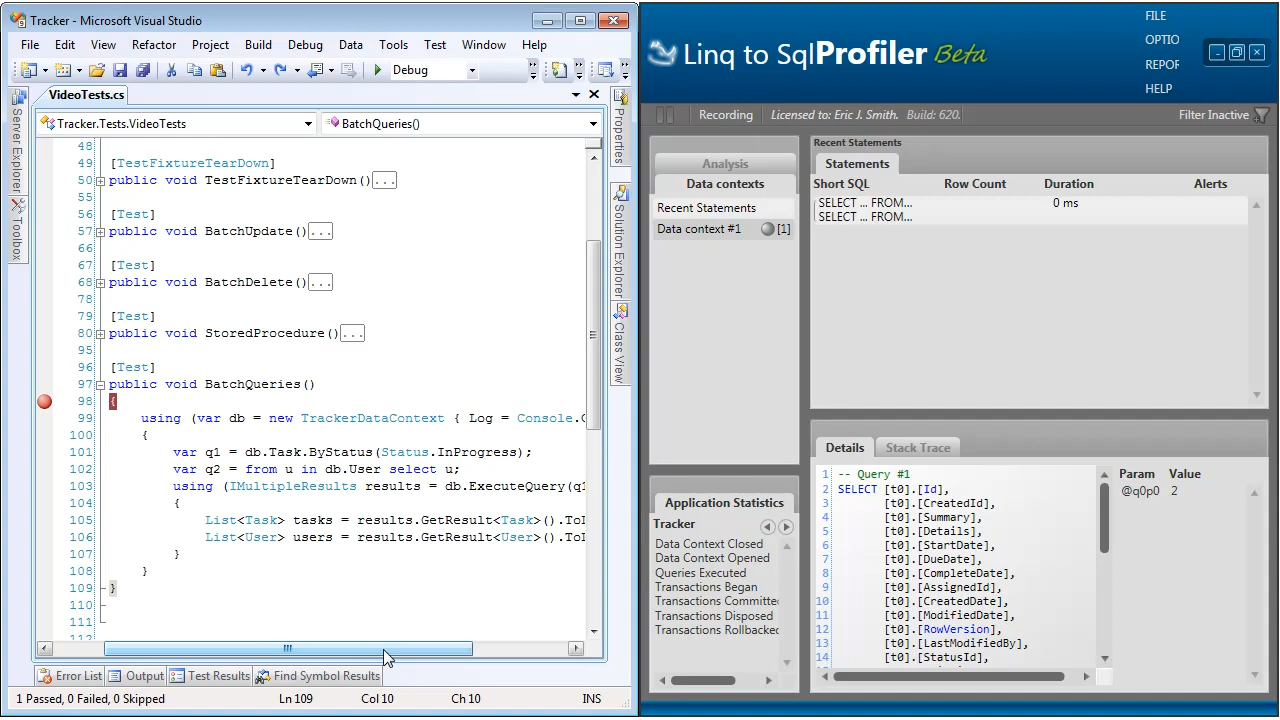 Tracker - Microsoft Visual Studio
File Edit View Refactor Project Build Debug Data Tools Test Window Help
Debug
VideoTests.cs
Tracker.Tests.VideoTests
BatchQueries()
Server Explorer
Toolbox
48
49 [TestFixtureTearDown]
50 public void TestFixtureTearDown()...
55
56 [Test]
57 public void BatchUpdate()...
66
67 [Test]
68 public void BatchDelete()...
78
79 [Test]
80 public void StoredProcedure()...
95
96 [Test]
97 public void BatchQueries()
98 {
99 using (var db = new TrackerDataContext { Log = Console.
100 {
101 var q1 = db.Task.ByStatus(Status.InProgress);
102 var q2 = from u in db.User select u;
103 using (IMultipleResults results = db.ExecuteQuery(q1
104 {
105 List<Task> tasks = results.GetResult<Task>().ToL
106 List<User> users = results.GetResult<User>().ToL
107 }
108 }
109 }
110
111
112
Properties
Solution Explorer
Class View
Error List Output Test Results Find Symbol Results
1 Passed, 0 Failed, 0 Skipped Ln 109 Col 10 Ch 10 INS
Linq to SqlProfiler Beta
FILE
OPTIO
REPOR
HELP
Recording Licensed to: Eric J. Smith. Build: 620. Filter Inactive
Analysis
Data contexts
Recent Statements
Data context #1 [1]
Recent Statements
Statements
Short SQL Row Count Duration Alerts
SELECT ... FROM... 0 ms
SELECT ... FROM...
Application Statistics
Tracker
Data Context Closed
Data Context Opened
Queries Executed
Transactions Began
Transactions Committe
Transactions Disposed
Transactions Rollbacked
Details Stack Trace
1 -- Query #1
2 SELECT [t0].[Id],
3 [t0].[CreatedId],
4 [t0].[Summary],
5 [t0].[Details],
6 [t0].[StartDate],
7 [t0].[DueDate],
8 [t0].[CompleteDate],
9 [t0].[AssignedId],
10 [t0].[CreatedDate],
11 [t0].[ModifiedDate],
12 [t0].[RowVersion],
13 [t0].[LastModifiedBy],
14 [t0].[StatusId],
Param Value
@q0p0 2